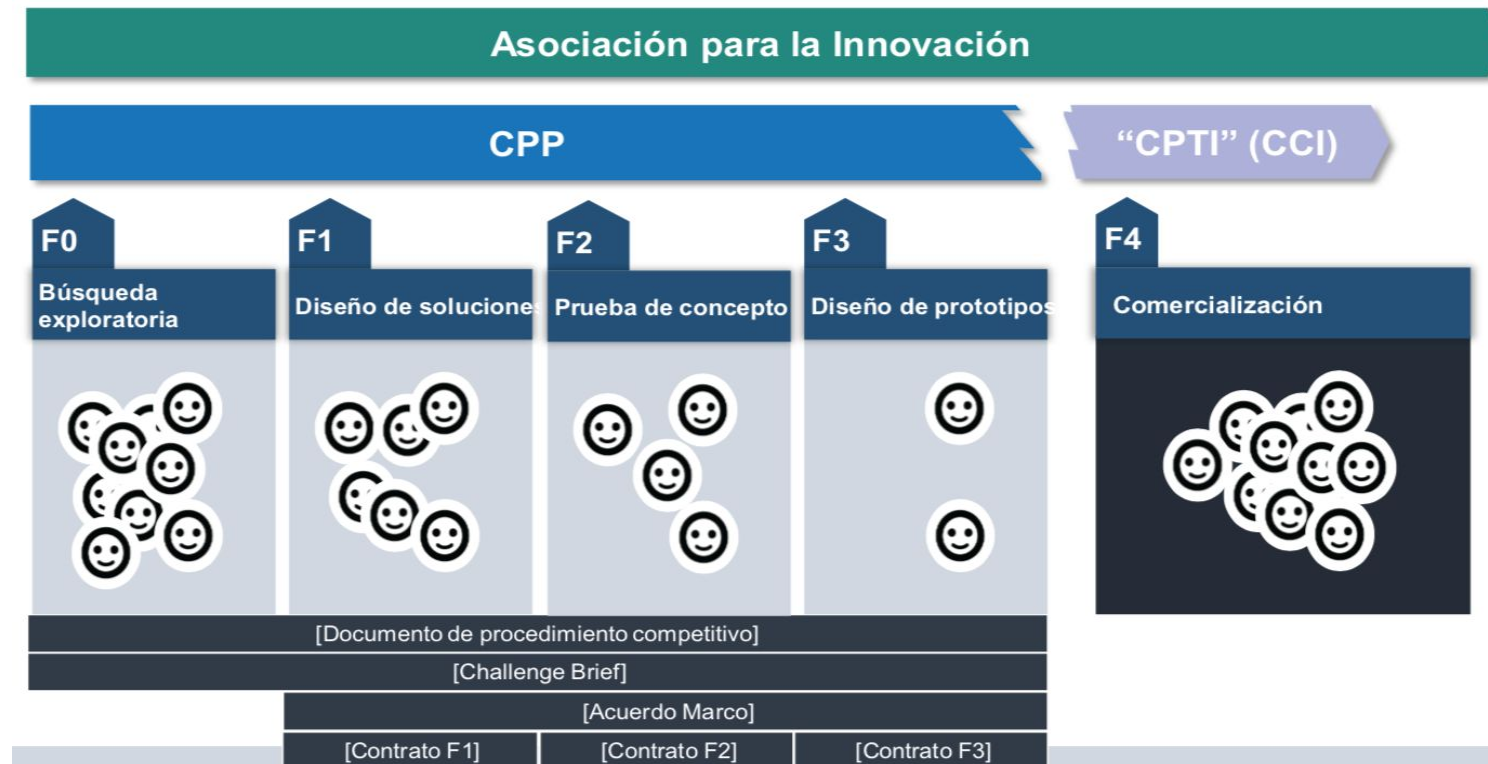 Asociación para la Innovación
CPP
“CPTI” (CCI)
F0
F1
F2
F3
F4
Búsqueda
exploratoria
Diseño de soluciones
Prueba de concepto
Diseño de prototipos
Comercialización
[Documento de procedimiento competitivo]
[Challenge Brief]
[Acuerdo Marco]
[Contrato F1]
[Contrato F2]
[Contrato F3]